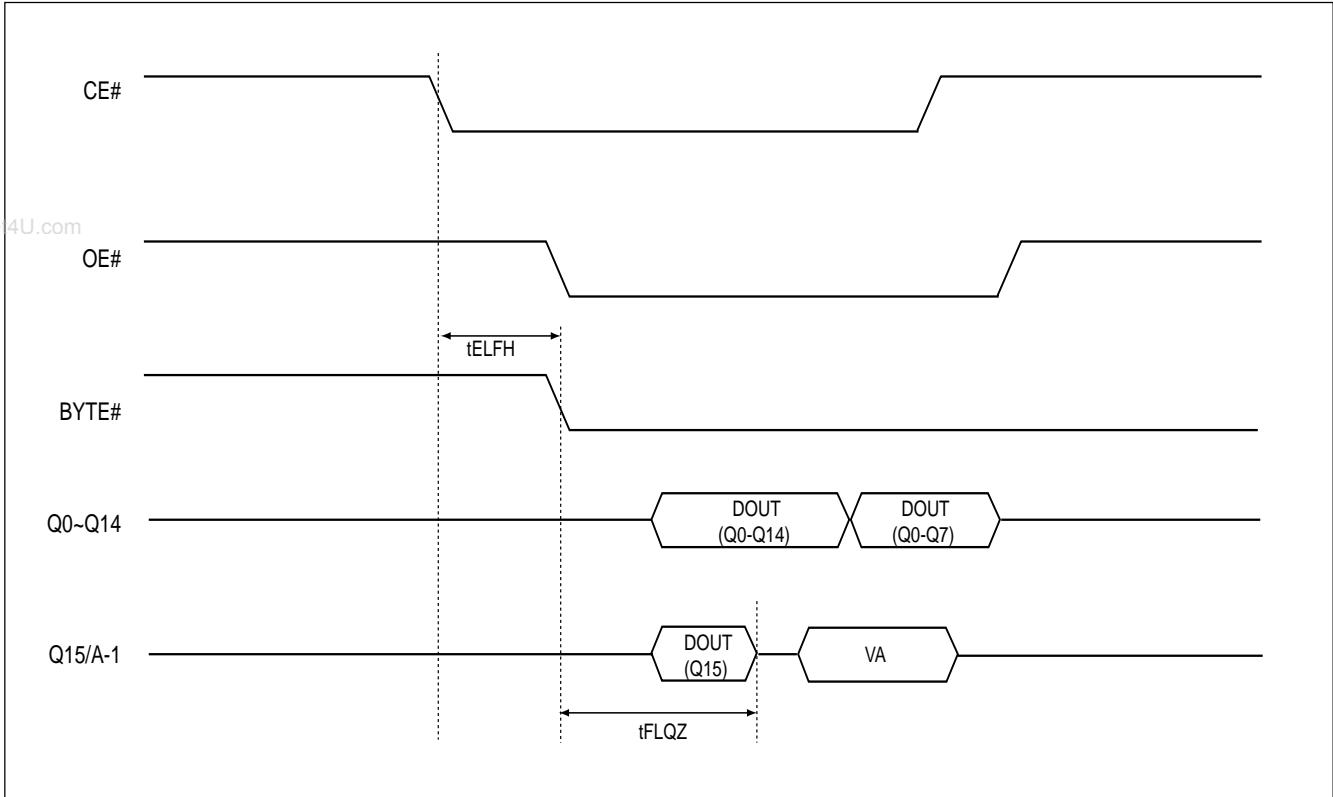 CE#
t4U.com
OE#
tELFH
BYTE#
Q0~Q14
DOUT
(Q0-Q14)
DOUT
(Q0-Q7)
Q15/A-1
DOUT
(Q15)
VA
tFLQZ